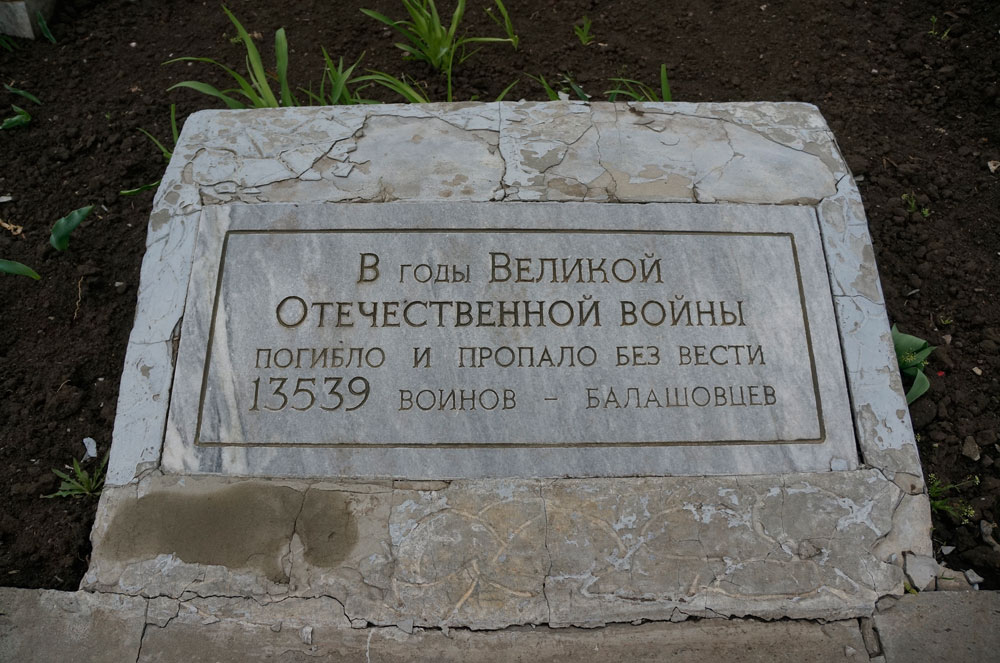 В годы Великой
Отечественной войны
погибло и пропало без вести
13539 воинов – балашовцев